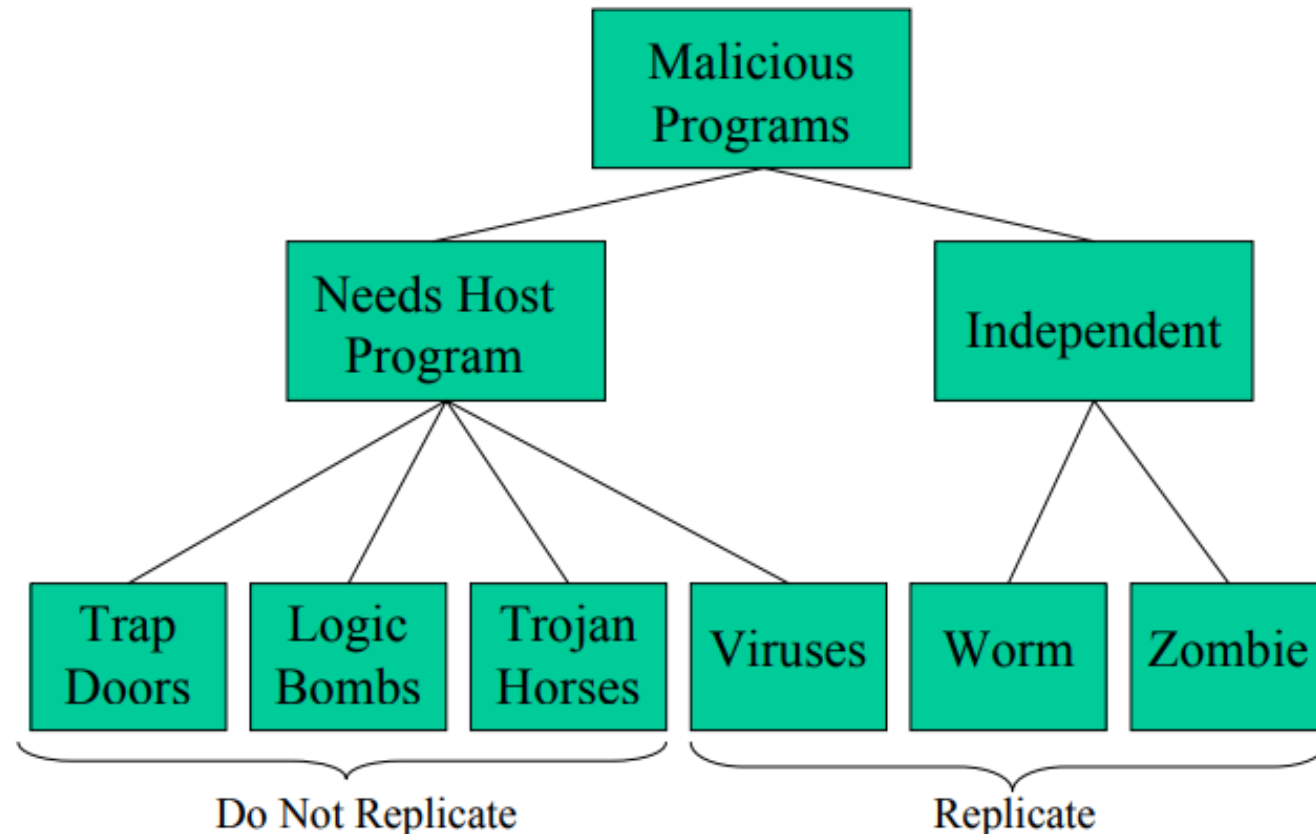 Malicious
Programs
Needs Host
Program
Independent
Trap
Doors
Logic
Bombs
Trojan
Horses
Viruses
Worm
Zombie
Do Not Replicate
Replicate